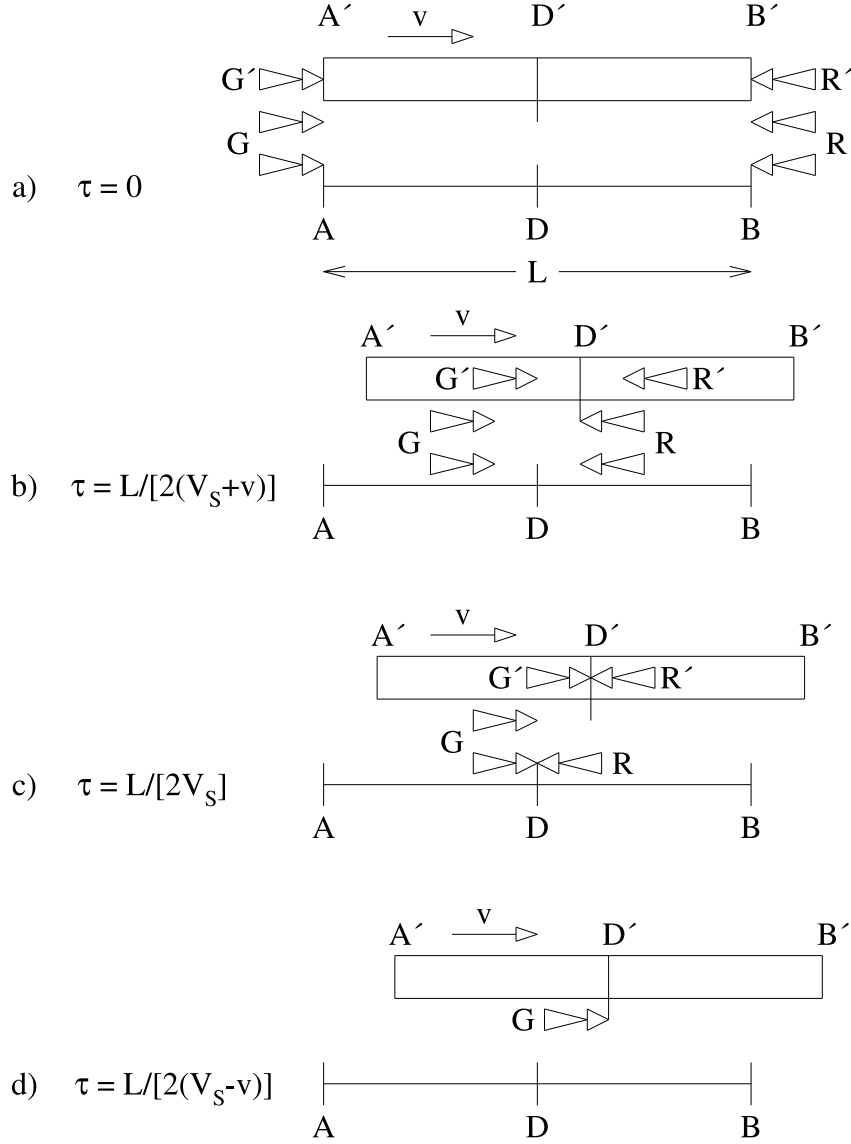 A´ v D´ B´
G´ R´
G R
a) τ = 0
A D B
L
A´ v D´ B´
G´ R´
G R
b) τ = L/[2(V_S+v)]
A D B
A´ v D´ B´
G´ R´
G
R
c) τ = L/[2V_S]
A D B
A´ v D´ B´
G
d) τ = L/[2(V_S-v)]
A D B